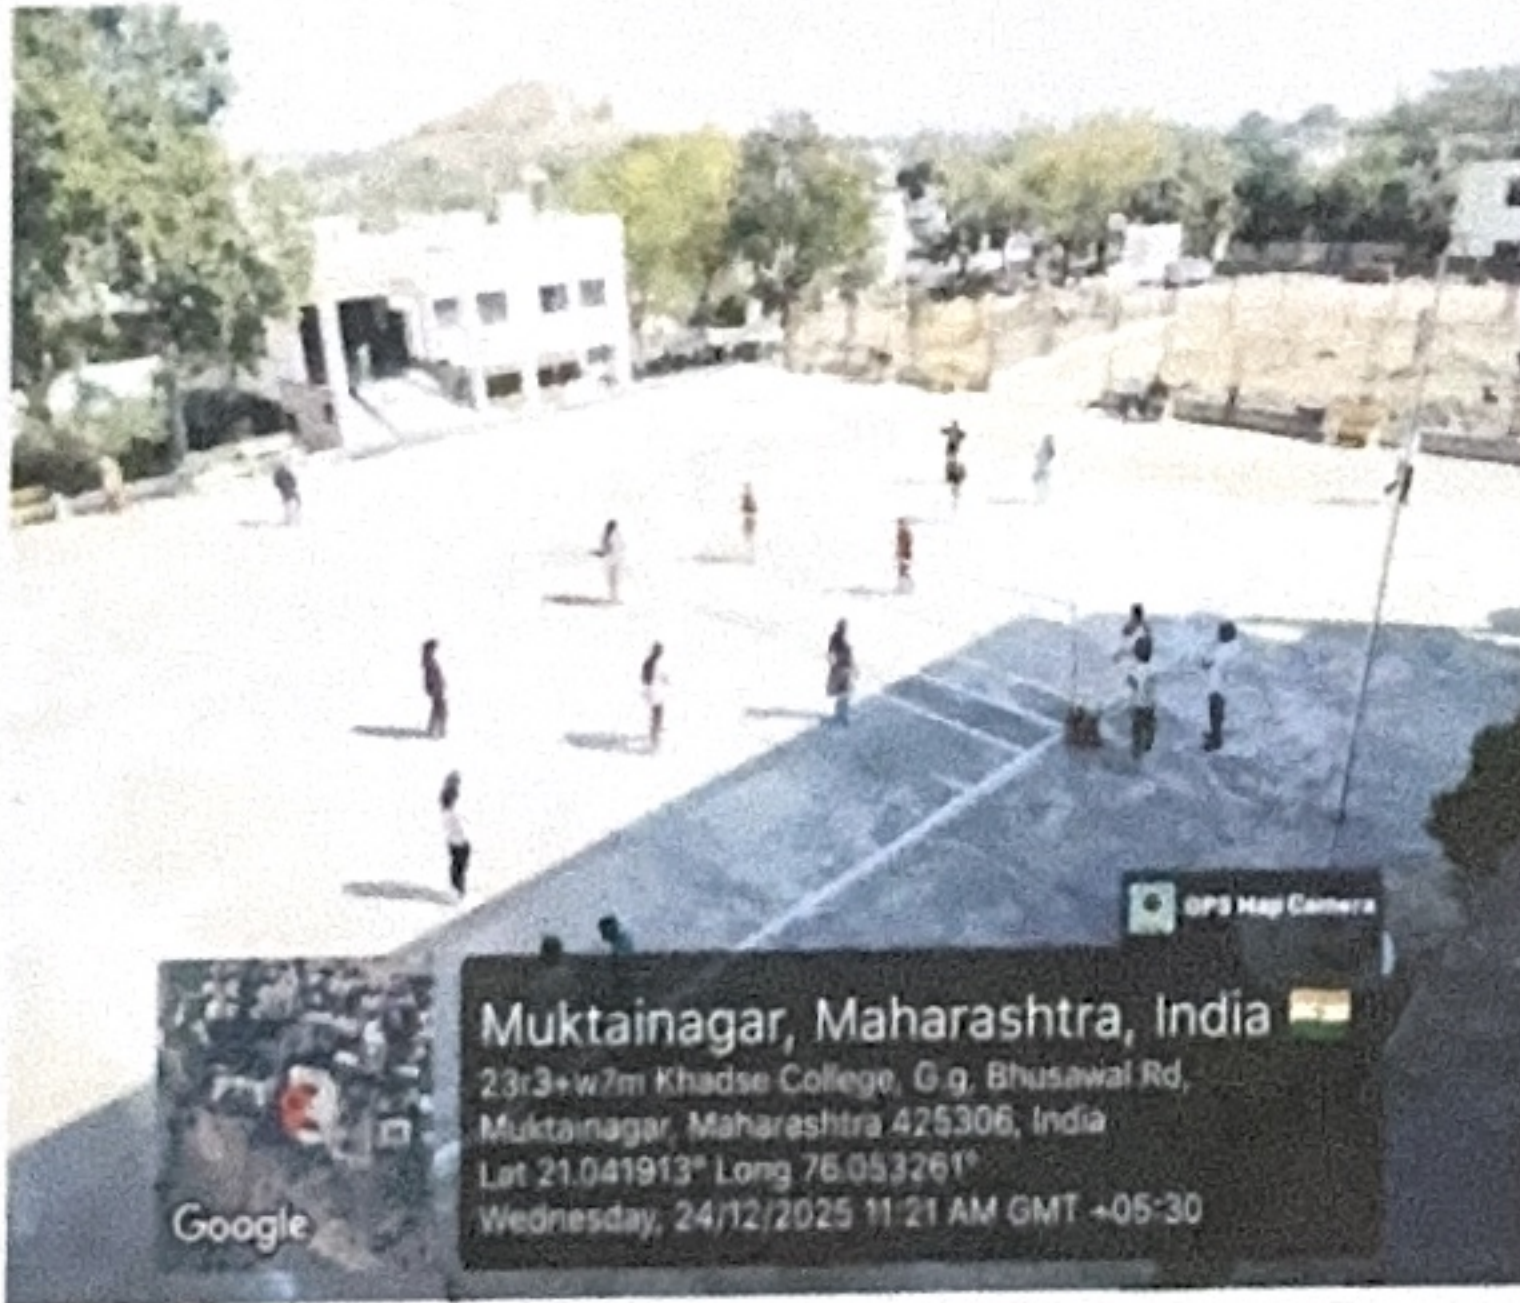 GPS Map Camera
Muktainagar, Maharashtra, India
23r3+w7m Khadse College, G.g, Bhusawal Rd,
Muktainagar, Maharashtra 425306, India
Lat 21.041913° Long 76.053261°
Wednesday, 24/12/2025 11:21 AM GMT +05:30
Google